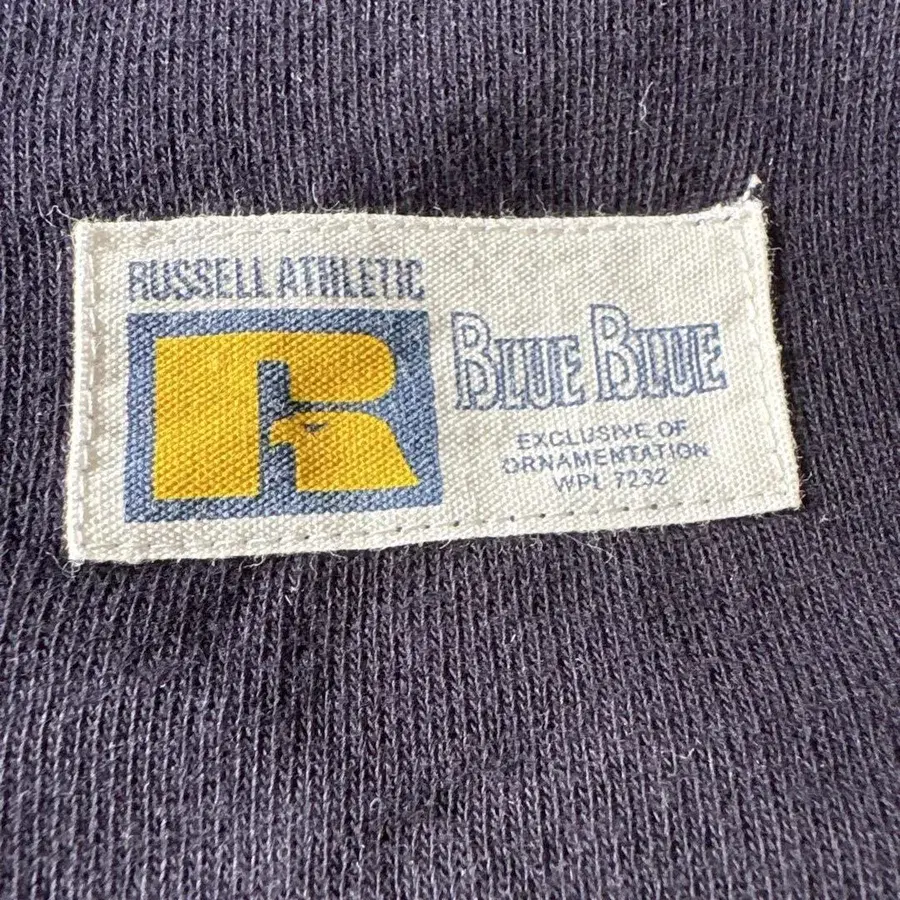 RUSSELL ATHLETIC
R
BLUE BLUE
EXCLUSIVE OF
ORNAMENTATION
WPL 7232